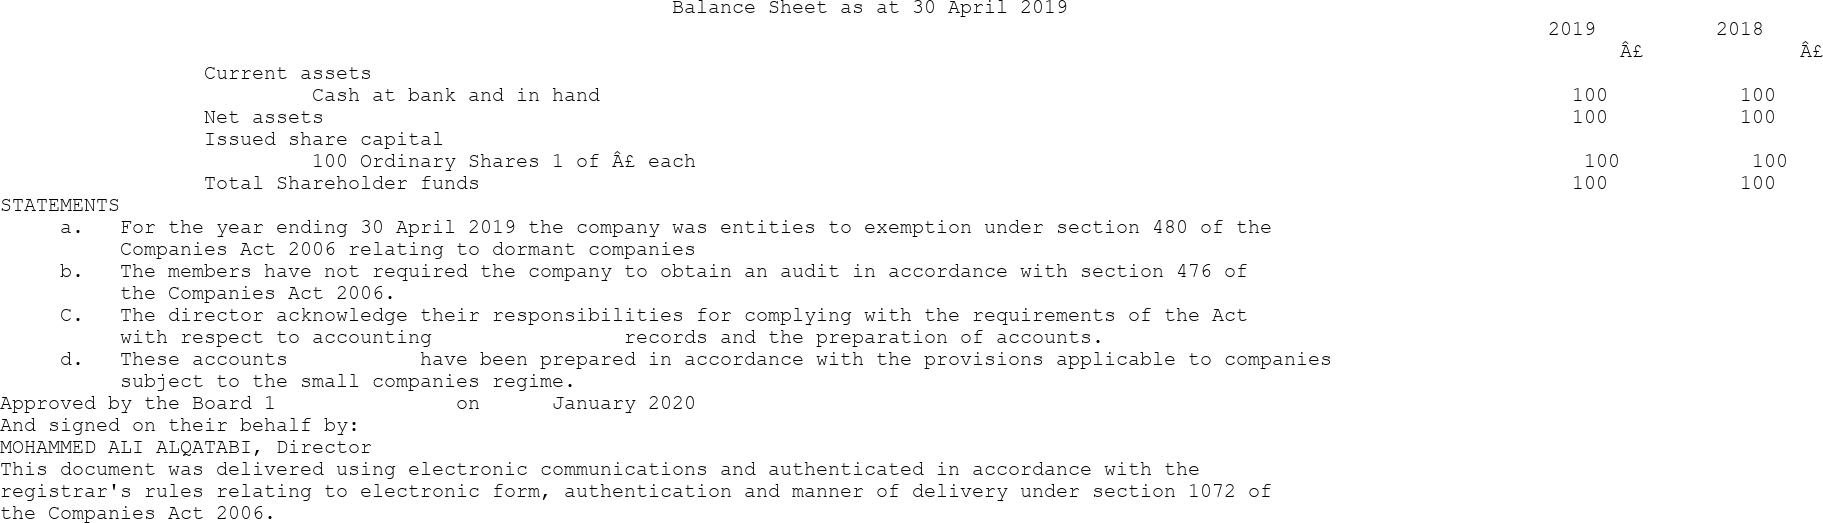 Balance Sheet as at 30 April 2019
2019 2018
Â£ Â£
Current assets
Cash at bank and in hand 100 100
Net assets 100 100
Issued share capital
100 Ordinary Shares 1 of Â£ each 100 100
Total Shareholder funds 100 100
STATEMENTS
a. For the year ending 30 April 2019 the company was entities to exemption under section 480 of the
Companies Act 2006 relating to dormant companies
b. The members have not required the company to obtain an audit in accordance with section 476 of
the Companies Act 2006.
C. The director acknowledge their responsibilities for complying with the requirements of the Act
with respect to accounting records and the preparation of accounts.
d. These accounts have been prepared in accordance with the provisions applicable to companies
subject to the small companies regime.
Approved by the Board 1 on January 2020
And signed on their behalf by:
MOHAMMED ALI ALQATABI, Director
This document was delivered using electronic communications and authenticated in accordance with the
registrar's rules relating to electronic form, authentication and manner of delivery under section 1072 of
the Companies Act 2006.